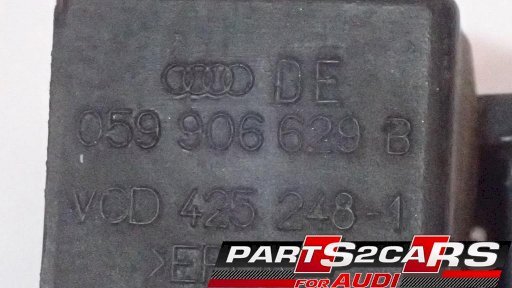 DE
059 906 629 B
VCD 425 248-1
PARTS2CARS
FOR AUDI